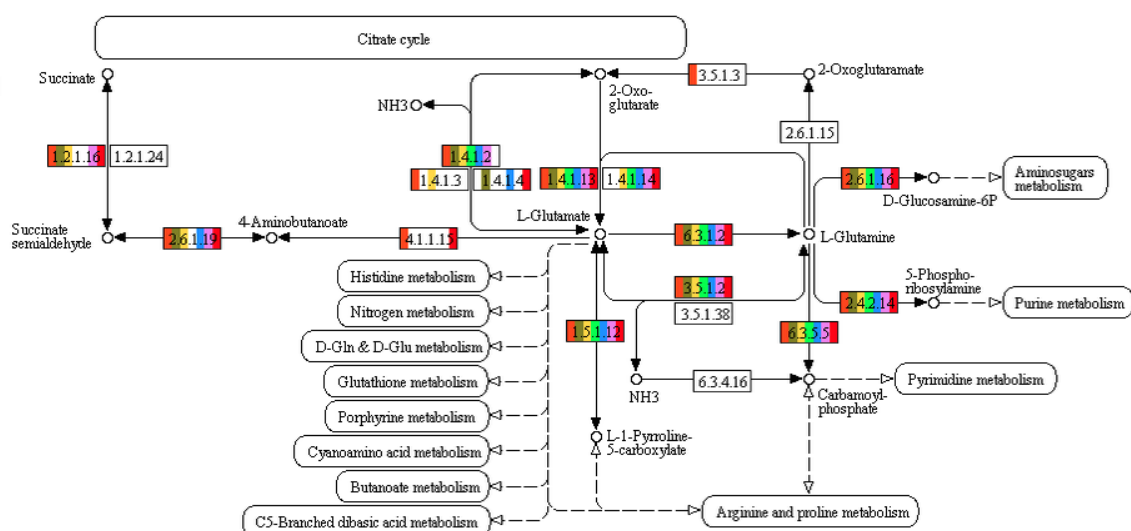 Citrate cycle
Succinate
2-Oxo-
glutarate
3.5.1.3
2-Oxoglutaramate
NH3
2.6.1.15
1.2.1.16
1.2.1.24
1.4.1.2
1.4.1.3
1.4.1.4
1.4.1.13
1.4.1.14
2.6.1.16
D-Glucosamine-6P
Aminosugars
metabolism
Succinate
semialdehyde
2.6.1.19
4-Aminobutanoate
4.1.1.15
L-Glutamate
6.3.1.2
L-Glutamine
Histidine metabolism
Nitrogen metabolism
D-Gln & D-Glu metabolism
Glutathione metabolism
Porphyrine metabolism
Cyanoamino acid metabolism
Butanoate metabolism
C5-Branched dibasic acid metabolism
1.5.1.12
3.5.1.2
3.5.1.38
6.3.5.5
2.4.2.14
5-Phospho-
ribosylamine
Purine metabolism
NH3
6.3.4.16
Carbamoyl-
phosphate
Pyrimidine metabolism
L-1-Pyrroline-
5-carboxylate
Arginine and proline metabolism